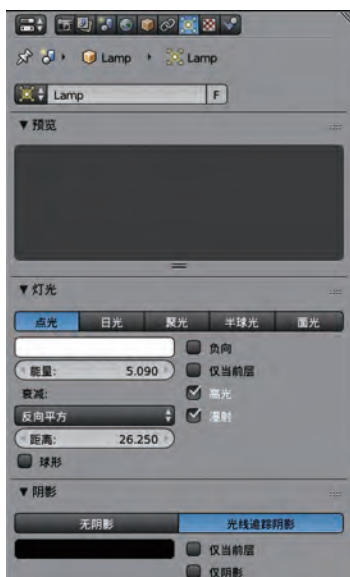 Lamp Lamp
Lamp F
预览
灯光
点光 日光 聚光 半球光 面光
负向
能量: 5.090 仅当前层
衰减: 高光
反向平方 漫射
距离: 26.250
球形
阴影
无阴影 光线追踪阴影
仅当前层
仅阴影